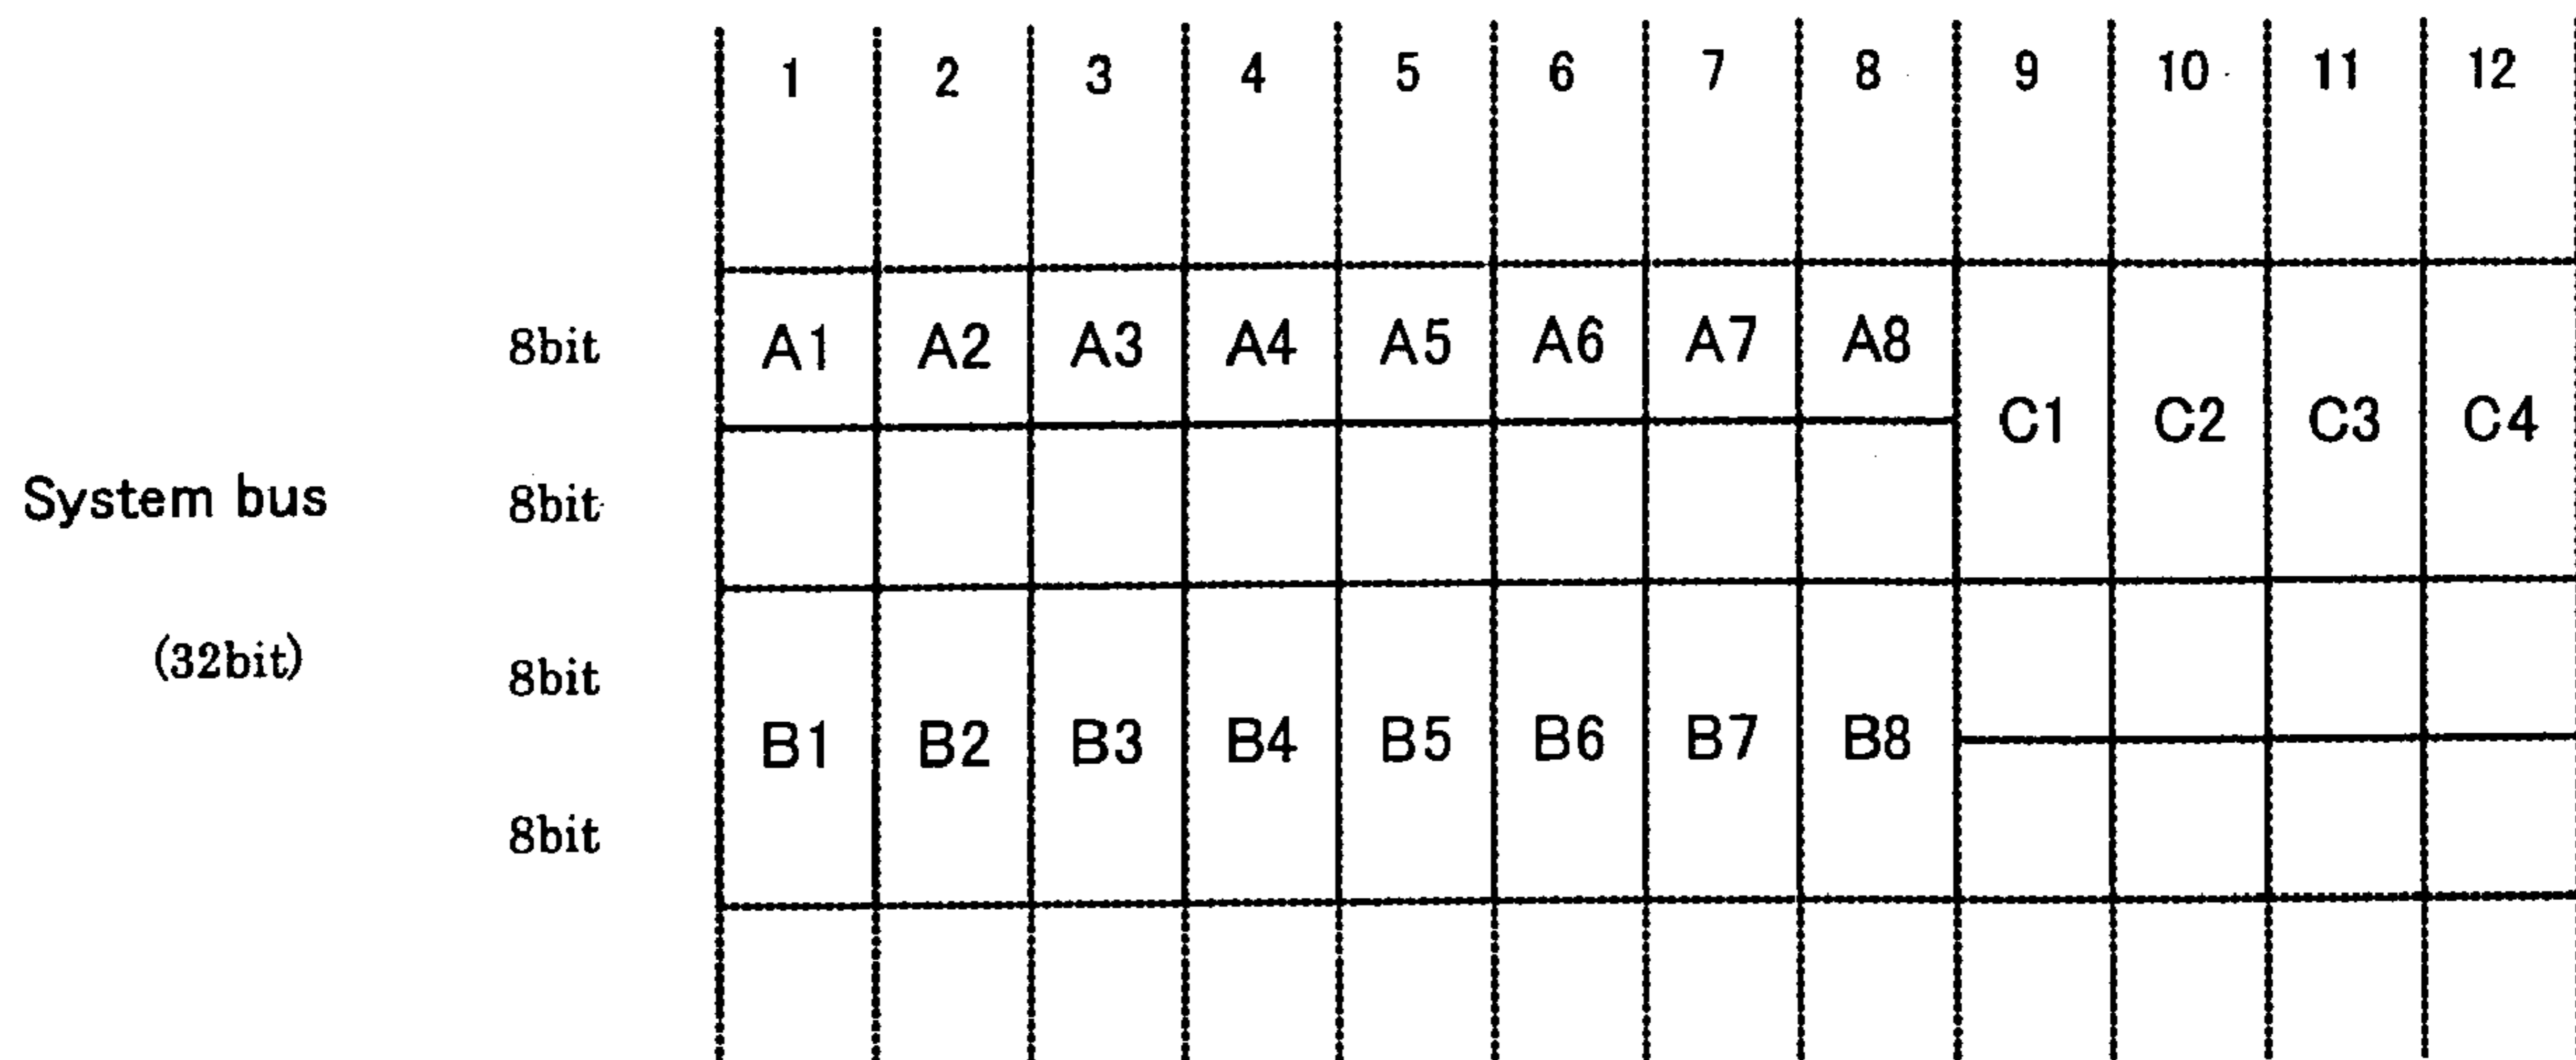 1 2 3 4 5 6 7 8 9 10 11 12
8bit A1 A2 A3 A4 A5 A6 A7 A8
C1 C2 C3 C4
System bus 8bit
(32bit) 8bit
B1 B2 B3 B4 B5 B6 B7 B8
8bit